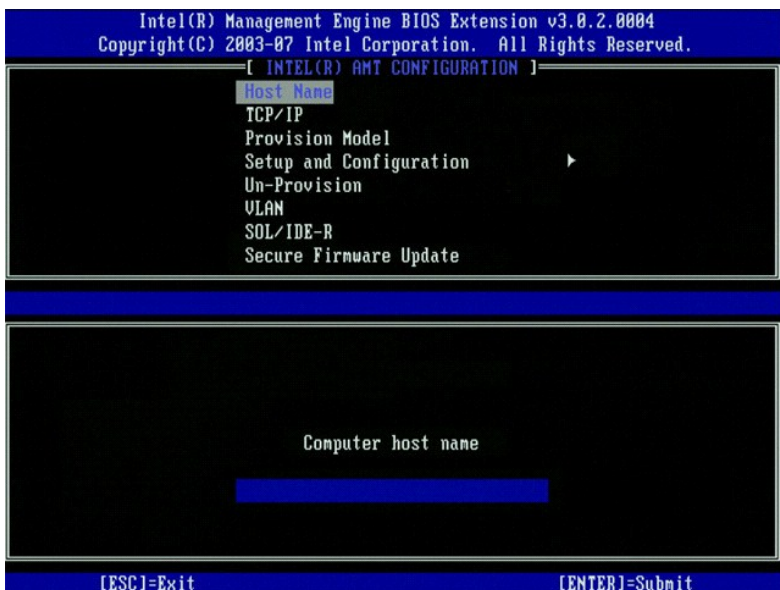 Intel(R) Management Engine BIOS Extension v3.0.2.0004
Copyright(C) 2003-07 Intel Corporation. All Rights Reserved.
[ INTEL(R) AMT CONFIGURATION ]
Host Name
TCP/IP
Provision Model
Setup and Configuration
Un-Provision
VLAN
SOL/IDE-R
Secure Firmware Update
Computer host name
[ESC]=Exit [ENTER]=Submit